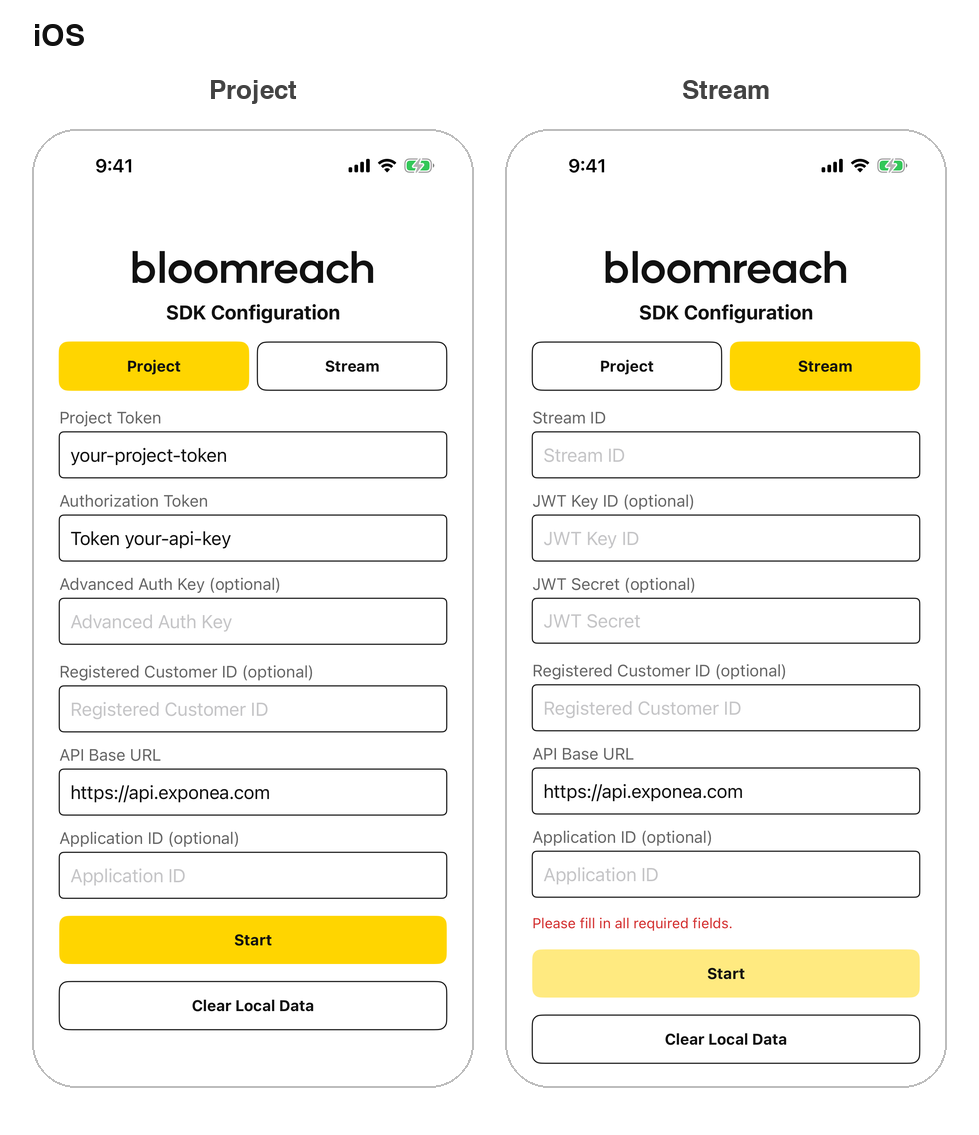 iOS
Project
9:41
bloomreach
SDK Configuration
Project
Stream
Project Token
your-project-token
Authorization Token
Token your-api-key
Advanced Auth Key (optional)
Advanced Auth Key
Registered Customer ID (optional)
Registered Customer ID
API Base URL
https://api.exponea.com
Application ID (optional)
Application ID
Start
Clear Local Data
Stream
9:41
bloomreach
SDK Configuration
Project
Stream
Stream ID
Stream ID
JWT Key ID (optional)
JWT Key ID
JWT Secret (optional)
JWT Secret
Registered Customer ID (optional)
Registered Customer ID
API Base URL
https://api.exponea.com
Application ID (optional)
Application ID
Please fill in all required fields.
Start
Clear Local Data